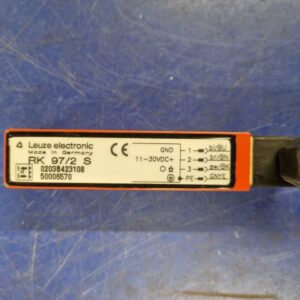 Leuze electronic
Made in Germany
RK 97/2 S
0203B423108
50006570
CE
GND 1 bl/BU
11-30VDC+ 2 br/BN
3 sw/BK
PE GNYE